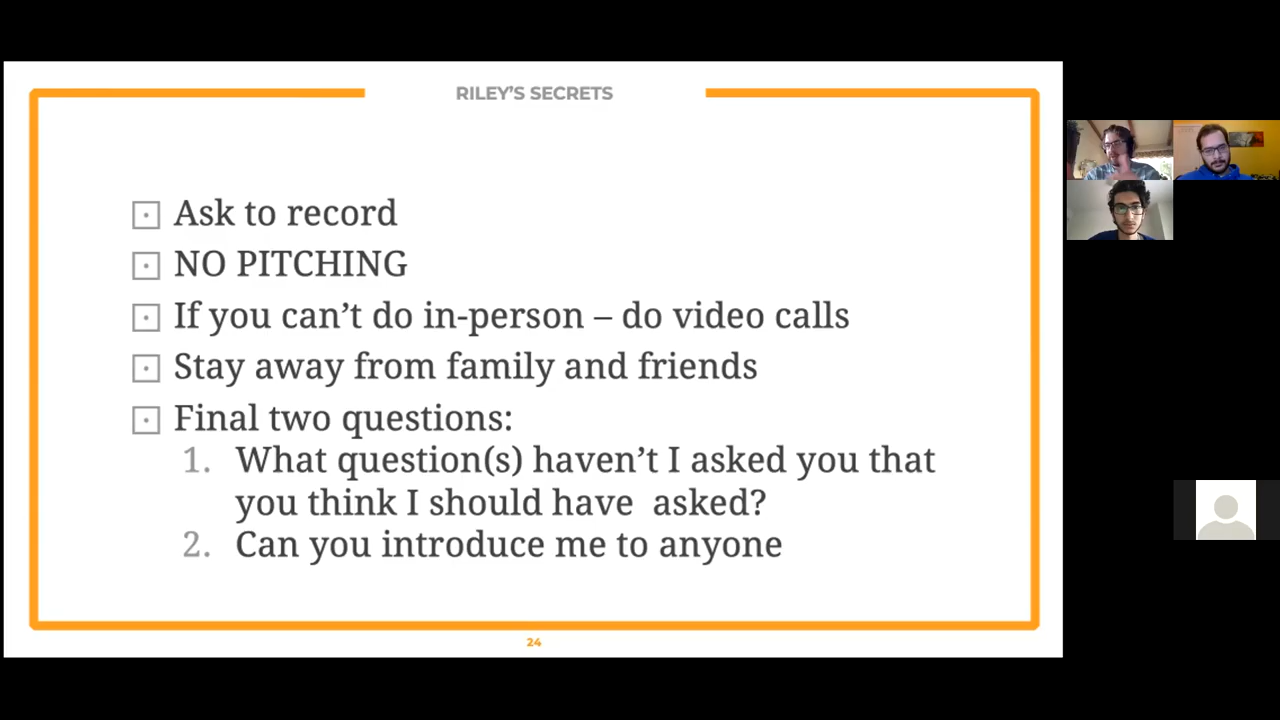 RILEY’S SECRETS
Ask to record
NO PITCHING
If you can’t do in-person – do video calls
Stay away from family and friends
Final two questions:
1. What question(s) haven’t I asked you that
you think I should have  asked?
2. Can you introduce me to anyone
24